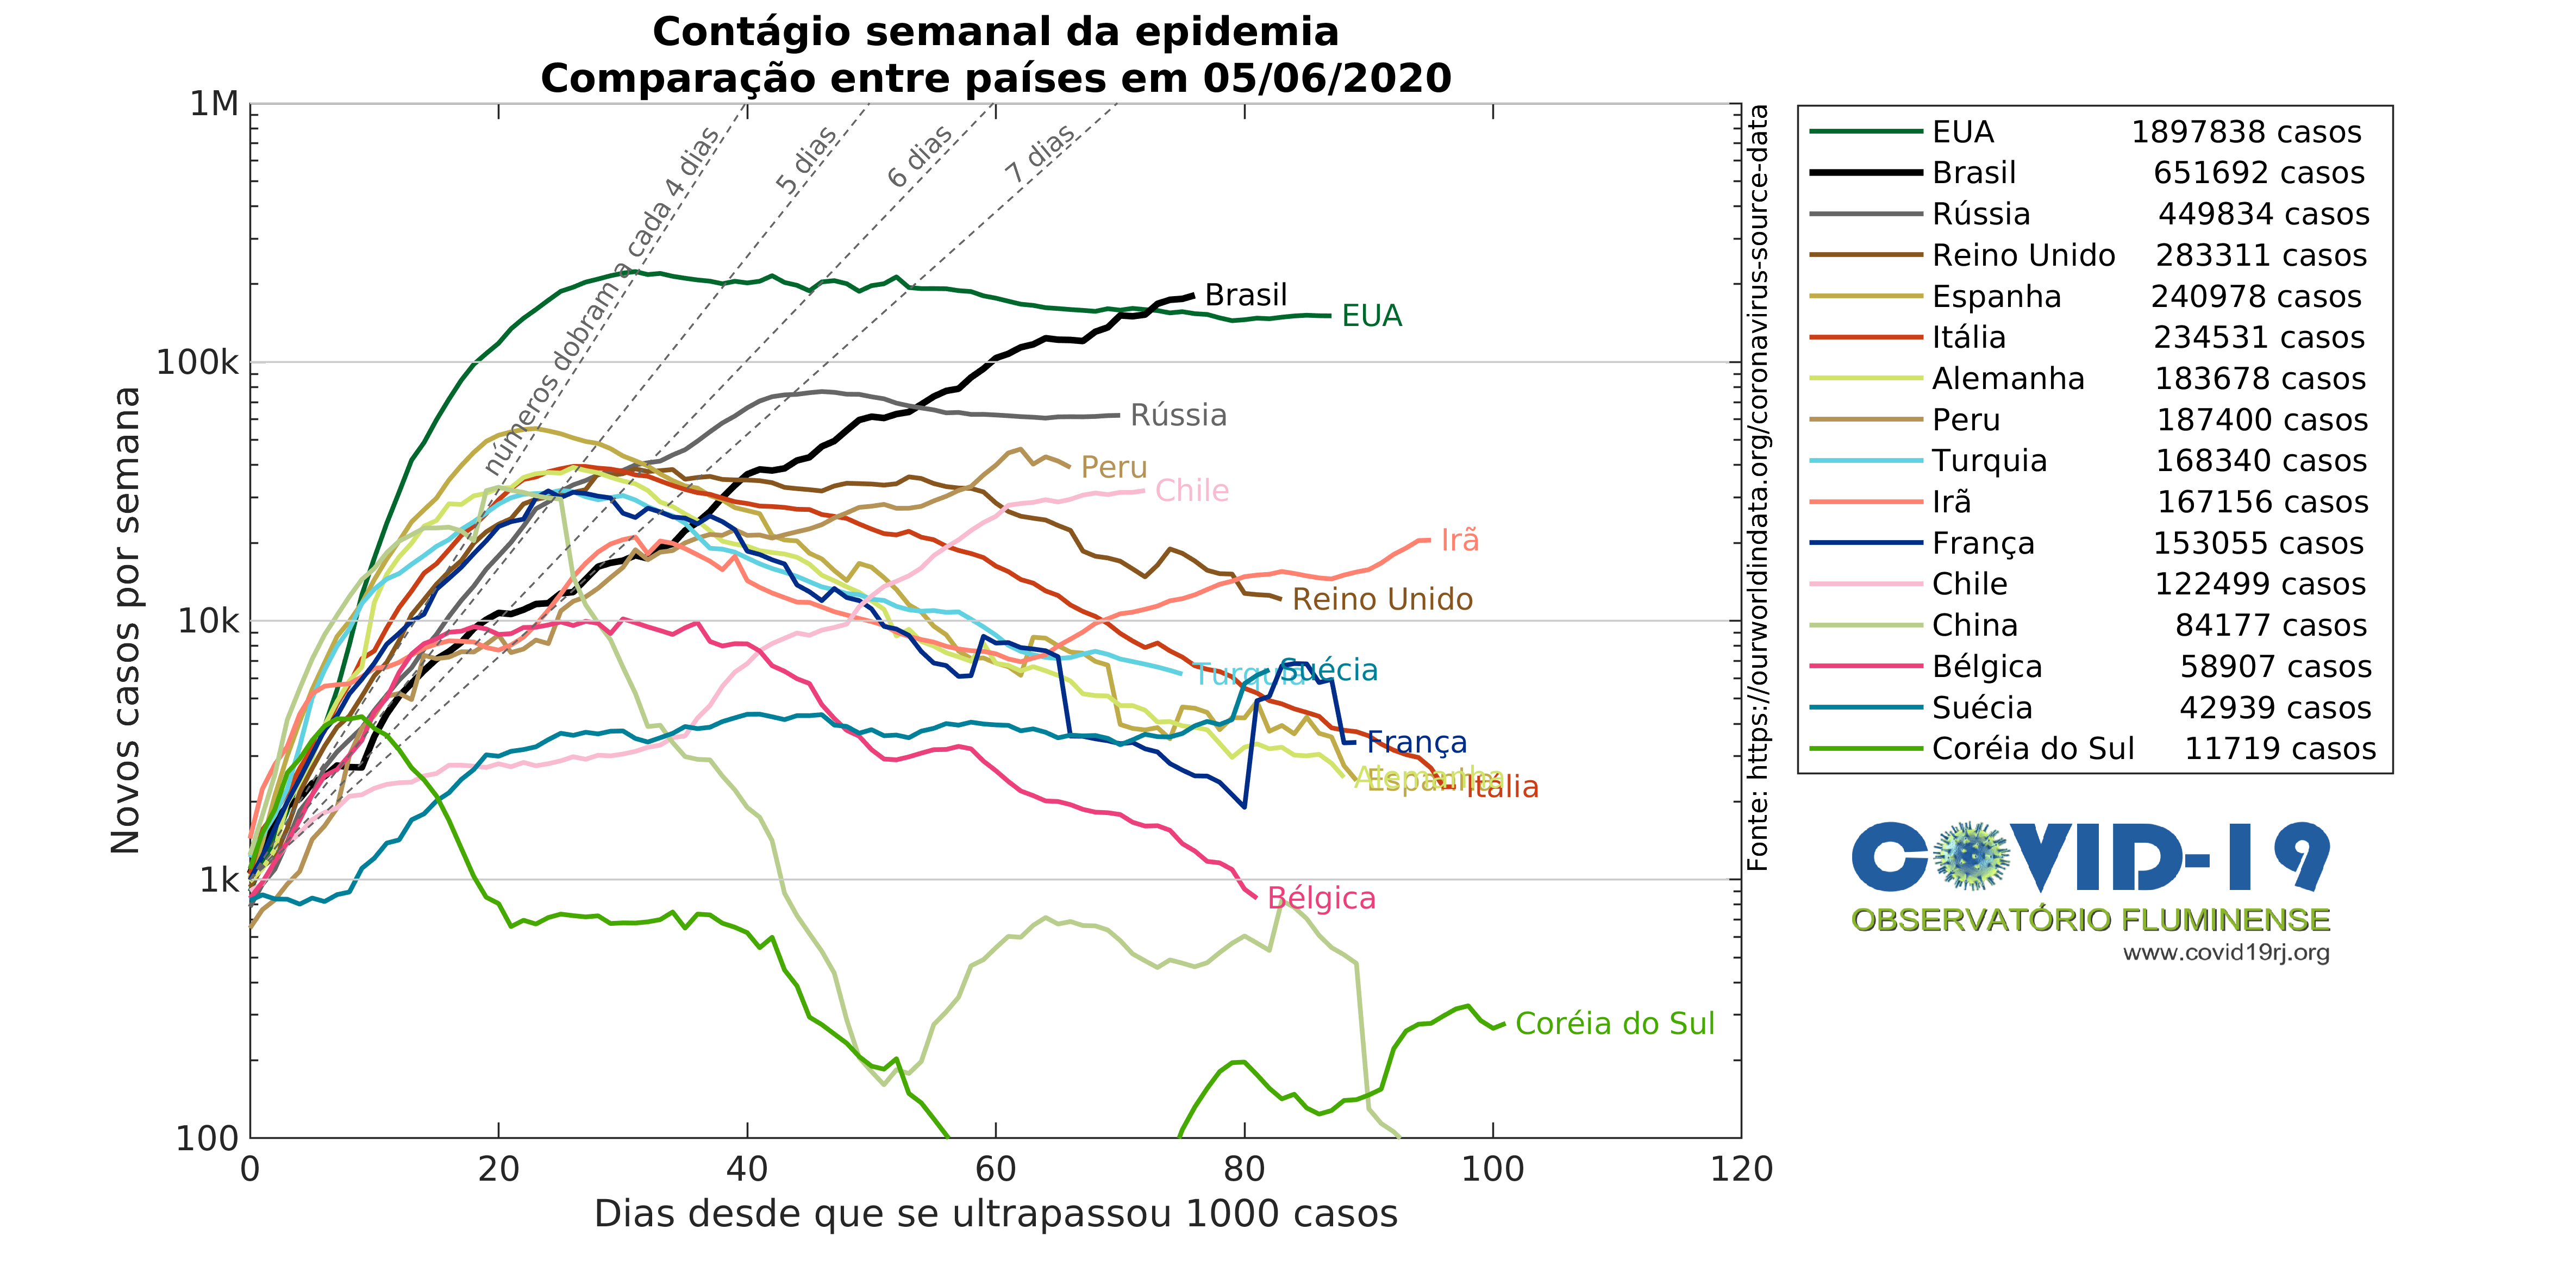 Contágio semanal da epidemia
Comparação entre países em 05/06/2020
Novos casos por semana
1M
100k
10k
1k
100
0 20 40 60 80 100 120
Dias desde que se ultrapassou 1000 casos
números dobram a cada 4 dias
5 dias
6 dias
7 dias
Brasil
EUA
Rússia
Peru
Chile
Irã
Reino Unido
Turquia
Suécia
França
Alemanha
Espanha
Itália
Bélgica
Coréia do Sul
Fonte: https://ourworldindata.org/coronavirus-source-data
EUA 1897838 casos
Brasil 651692 casos
Rússia 449834 casos
Reino Unido 283311 casos
Espanha 240978 casos
Itália 234531 casos
Alemanha 183678 casos
Peru 187400 casos
Turquia 168340 casos
Irã 167156 casos
França 153055 casos
Chile 122499 casos
China 84177 casos
Bélgica 58907 casos
Suécia 42939 casos
Coréia do Sul 11719 casos
COVID-19
OBSERVATÓRIO FLUMINENSE
www.covid19rj.org